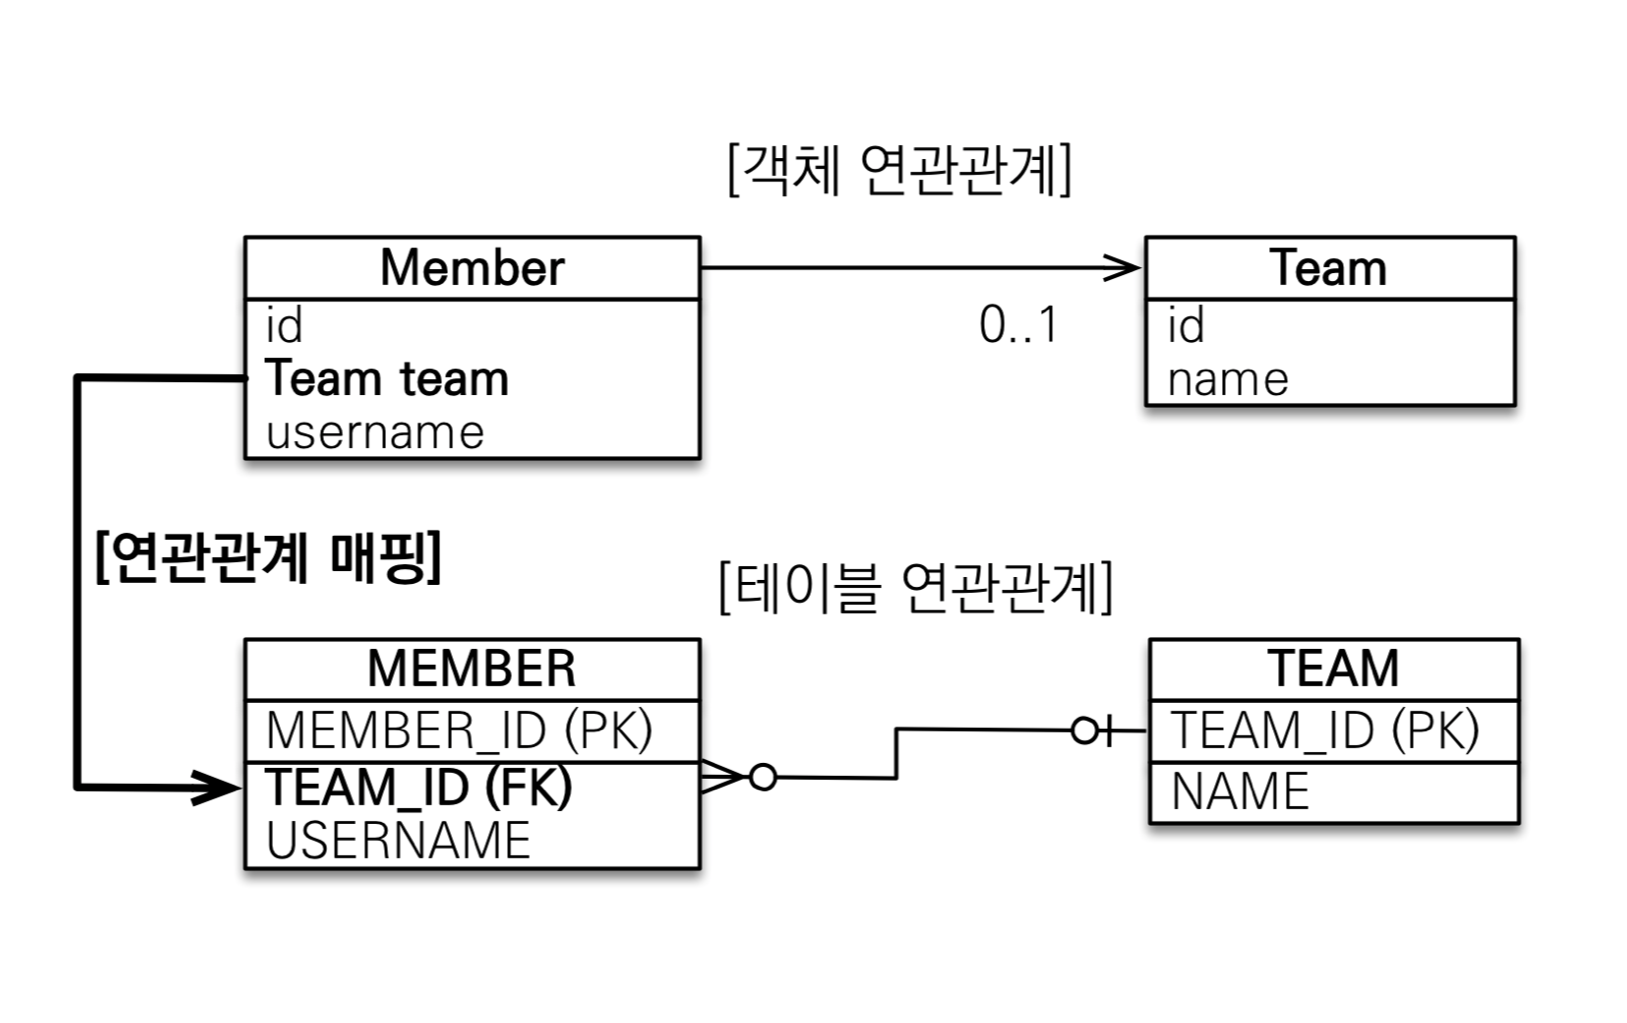 [객체 연관관계]
Member
id
Team team
username
0..1
Team
id
name
[연관관계 매핑]
[테이블 연관관계]
MEMBER
MEMBER_ID (PK)
TEAM_ID (FK)
USERNAME
TEAM
TEAM_ID (PK)
NAME